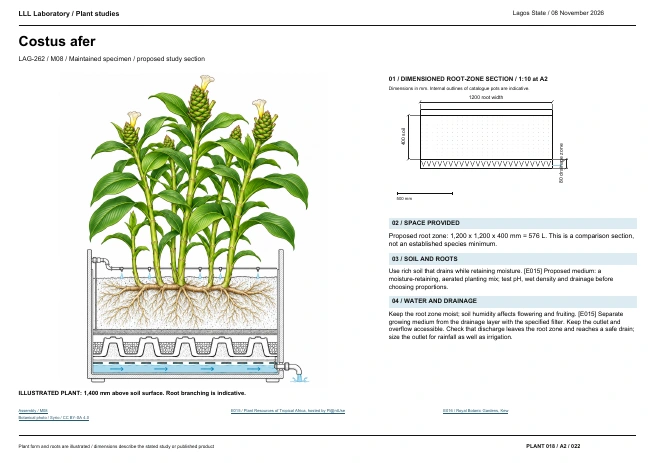 LLL Laboratory / Plant studies
Lagos State / 08 November 2026
Costus afer
LAG-262 / M08 / Maintained specimen / proposed study section
01 / DIMENSIONED ROOT-ZONE SECTION / 1:10 at A2
Dimensions in mm. Internal outlines of catalogue pots are indicative.
1200 root width
400 soil
80 drainage zone
500 mm
02 / SPACE PROVIDED
Proposed root zone: 1,200 x 1,200 x 400 mm = 576 L. This is a comparison section,
not an established species minimum.
03 / SOIL AND ROOTS
Use rich soil that drains while retaining moisture. [E015] Proposed medium: a
moisture-retaining, aerated planting mix; test pH, wet density and drainage before
choosing proportions.
04 / WATER AND DRAINAGE
Keep the root zone moist; soil humidity affects flowering and fruiting. [E015] Separate
growing medium from the drainage layer with the specified filter. Keep the outlet and
overflow accessible. Check that discharge leaves the root zone and reaches a safe drain;
size the outlet for rainfall as well as irrigation.
ILLUSTRATED PLANT: 1,400 mm above soil surface. Root branching is indicative.
Assembly / M08
E015 / Plant Resources of Tropical Africa, hosted by Pl@ntUse
E016 / Royal Botanic Gardens, Kew
Botanical photo / Syrio / CC BY-SA 4.0
Plant form and roots are illustrated / dimensions describe the stated study or published product
PLANT 018 / A2 / 022